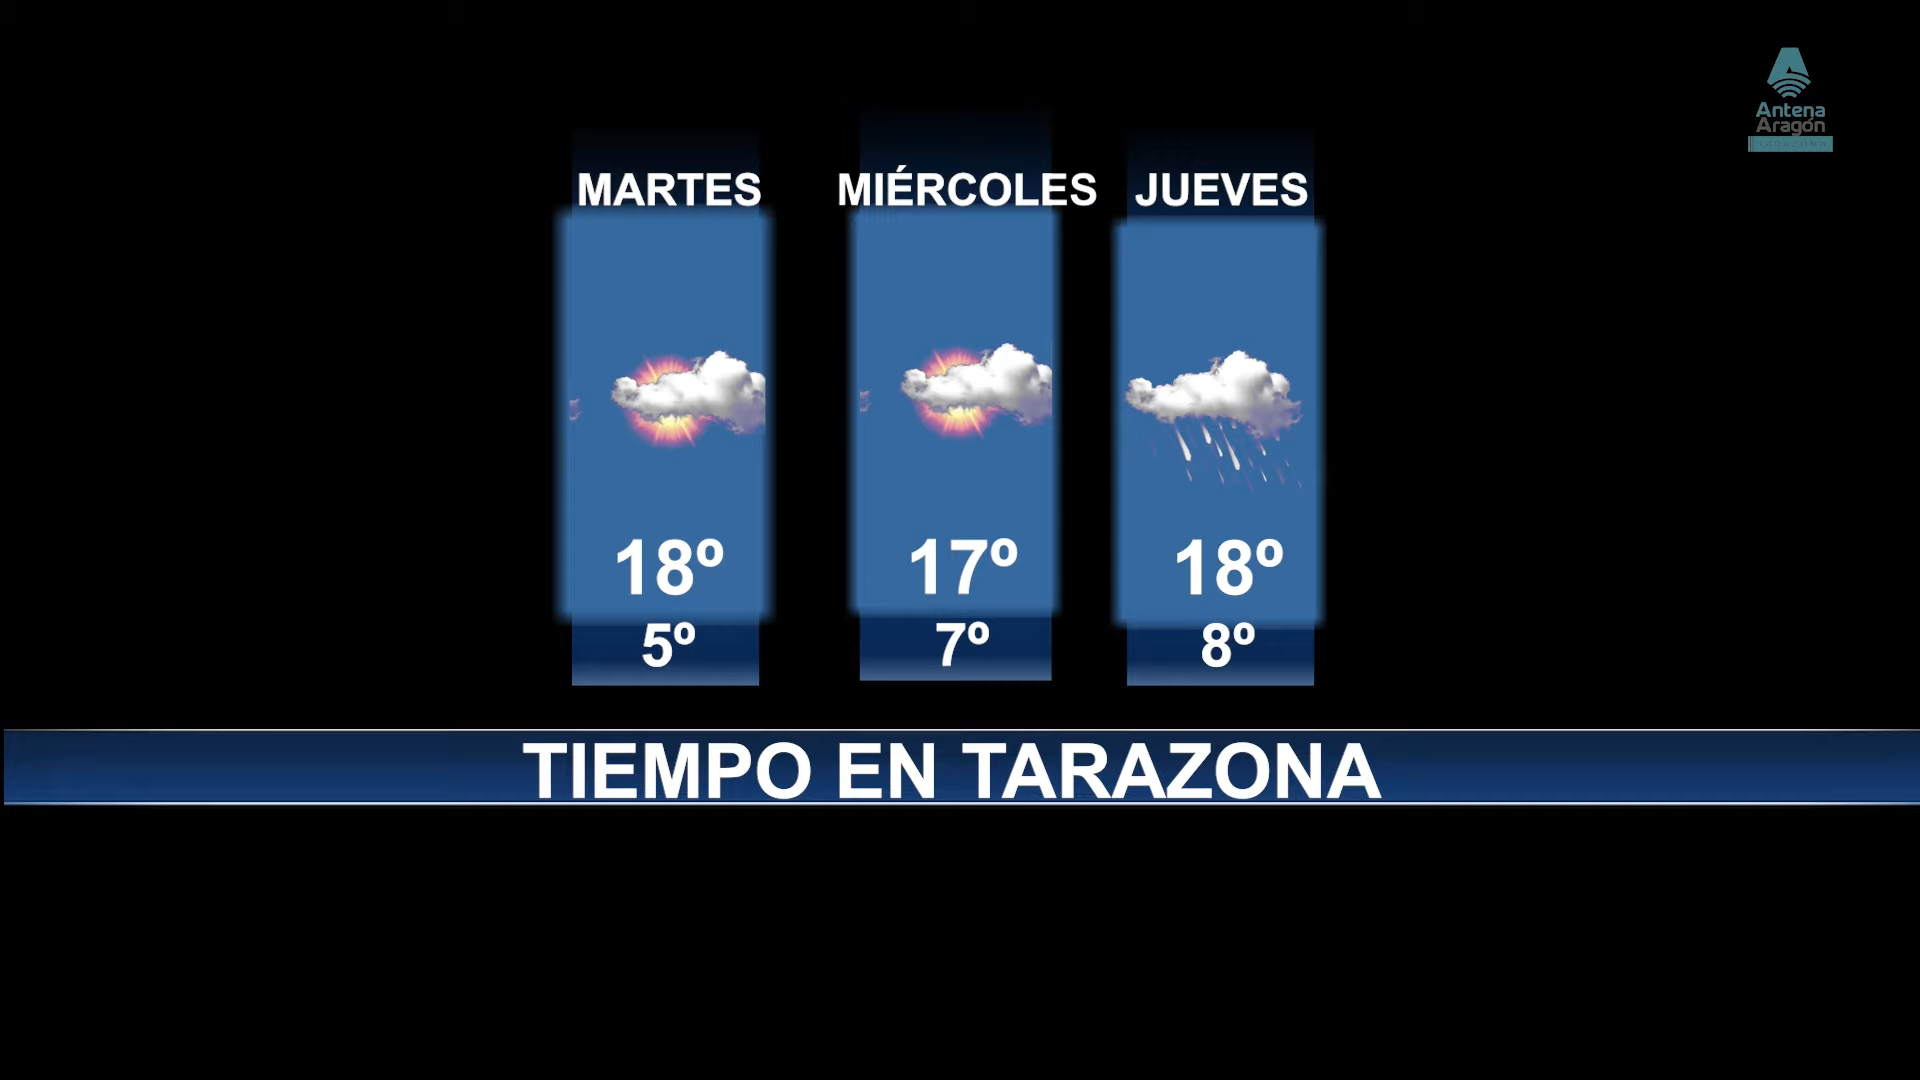 Antena
Aragón
MARTES
MIÉRCOLES
JUEVES
18º
17º
18º
5º
7º
8º
TIEMPO EN TARAZONA